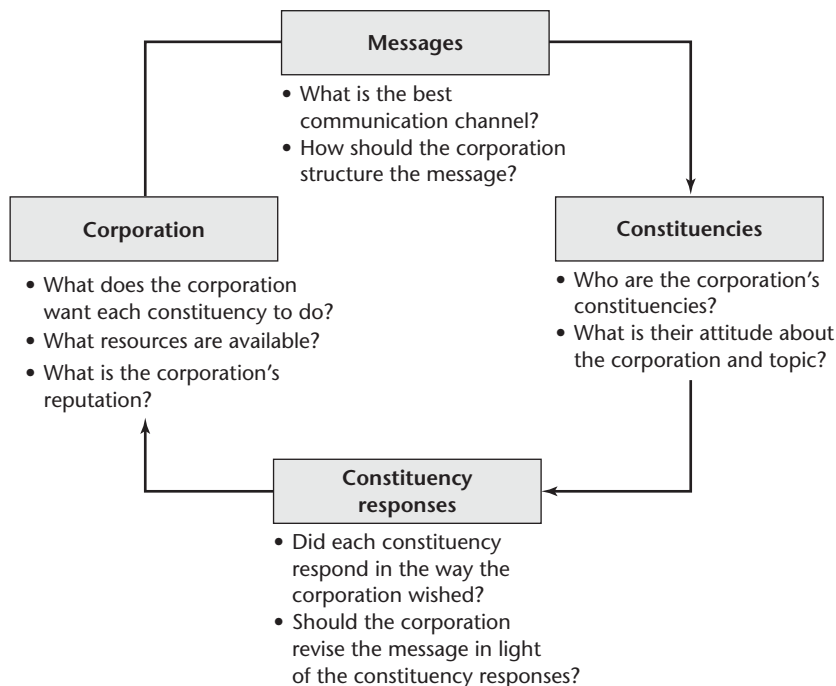 Messages
• What is the best
communication channel?
• How should the corporation
structure the message?
Corporation
• What does the corporation
want each constituency to do?
• What resources are available?
• What is the corporation's
reputation?
Constituencies
• Who are the corporation's
constituencies?
• What is their attitude about
the corporation and topic?
Constituency
responses
• Did each constituency
respond in the way the
corporation wished?
• Should the corporation
revise the message in light
of the constituency responses?